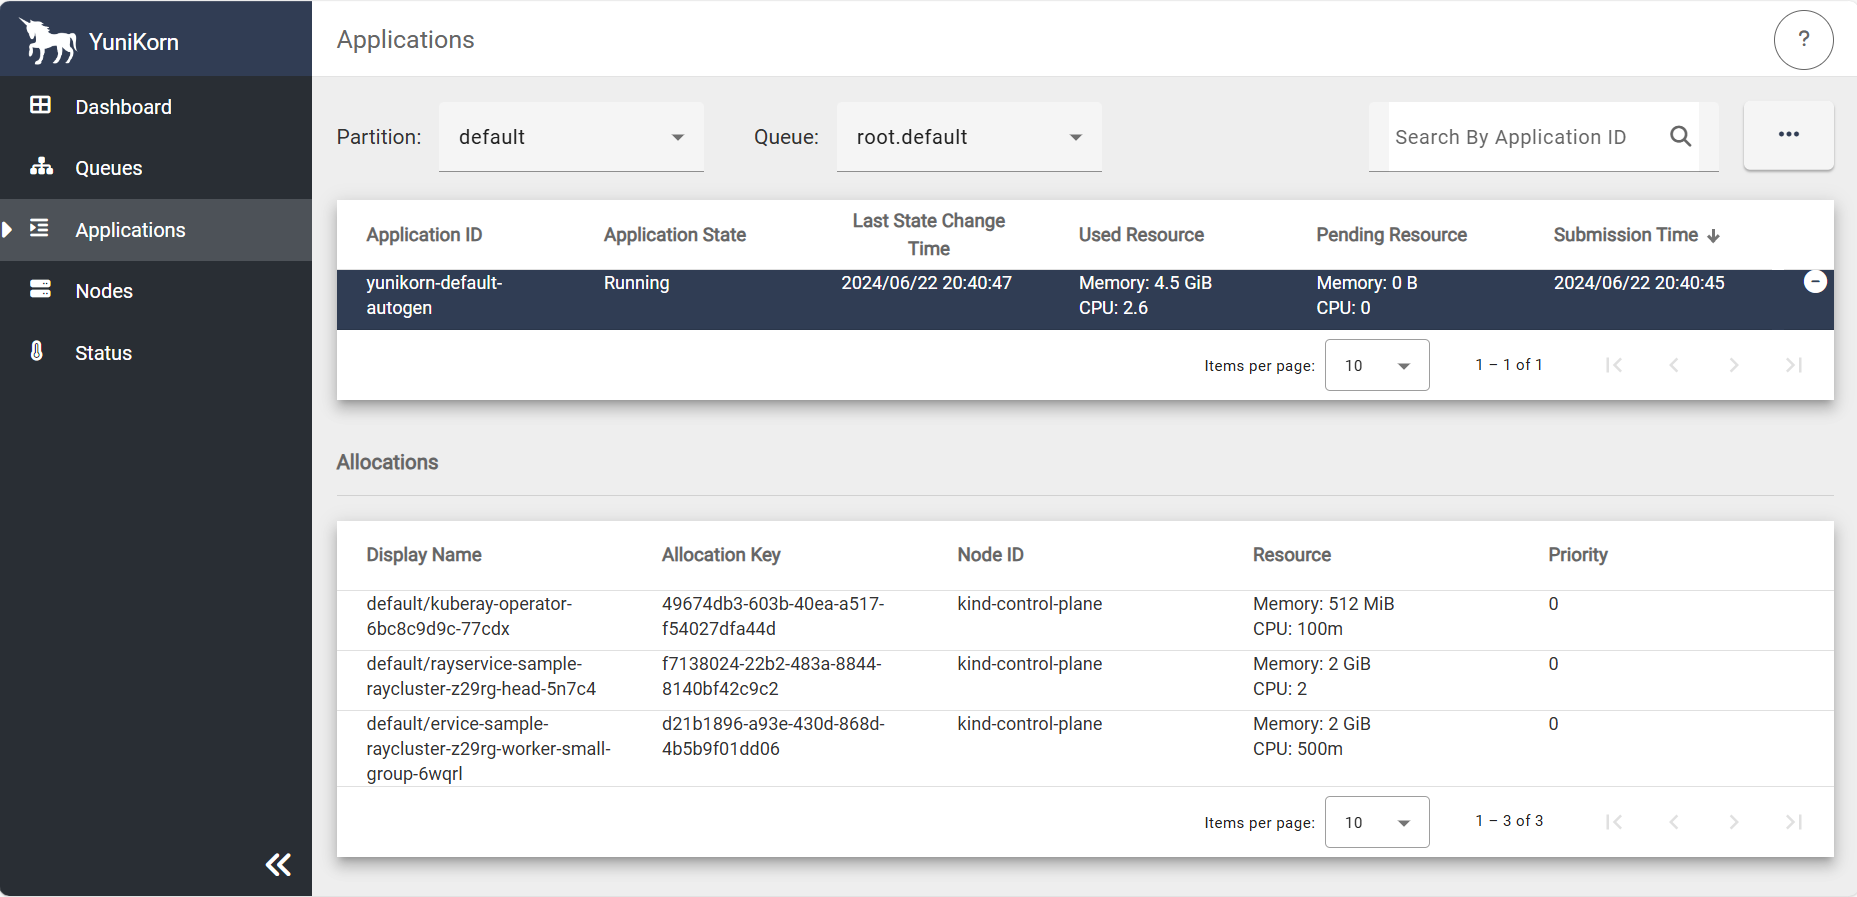 YuniKorn
Applications
?
Dashboard
Queues
Applications
Nodes
Status
Partition:
default
Queue:
root.default
Search By Application ID
Application ID
Application State
Last State Change
Time
Used Resource
Pending Resource
Submission Time
yunikorn-default-
autogen
Running
2024/06/22 20:40:47
Memory: 4.5 GiB
CPU: 2.6
Memory: 0 B
CPU: 0
2024/06/22 20:40:45
Items per page:
10
1 – 1 of 1
Allocations
Display Name
Allocation Key
Node ID
Resource
Priority
default/kuberay-operator-
6bc8c9d9c-77cdx
49674db3-603b-40ea-a517-
f54027dfa44d
kind-control-plane
Memory: 512 MiB
CPU: 100m
0
default/rayservice-sample-
raycluster-z29rg-head-5n7c4
f7138024-22b2-483a-8844-
8140bf42c9c2
kind-control-plane
Memory: 2 GiB
CPU: 2
0
default/ervice-sample-
raycluster-z29rg-worker-small-
group-6wqrl
d21b1896-a93e-430d-868d-
4b5b9f01dd06
kind-control-plane
Memory: 2 GiB
CPU: 500m
0
Items per page:
10
1 – 3 of 3